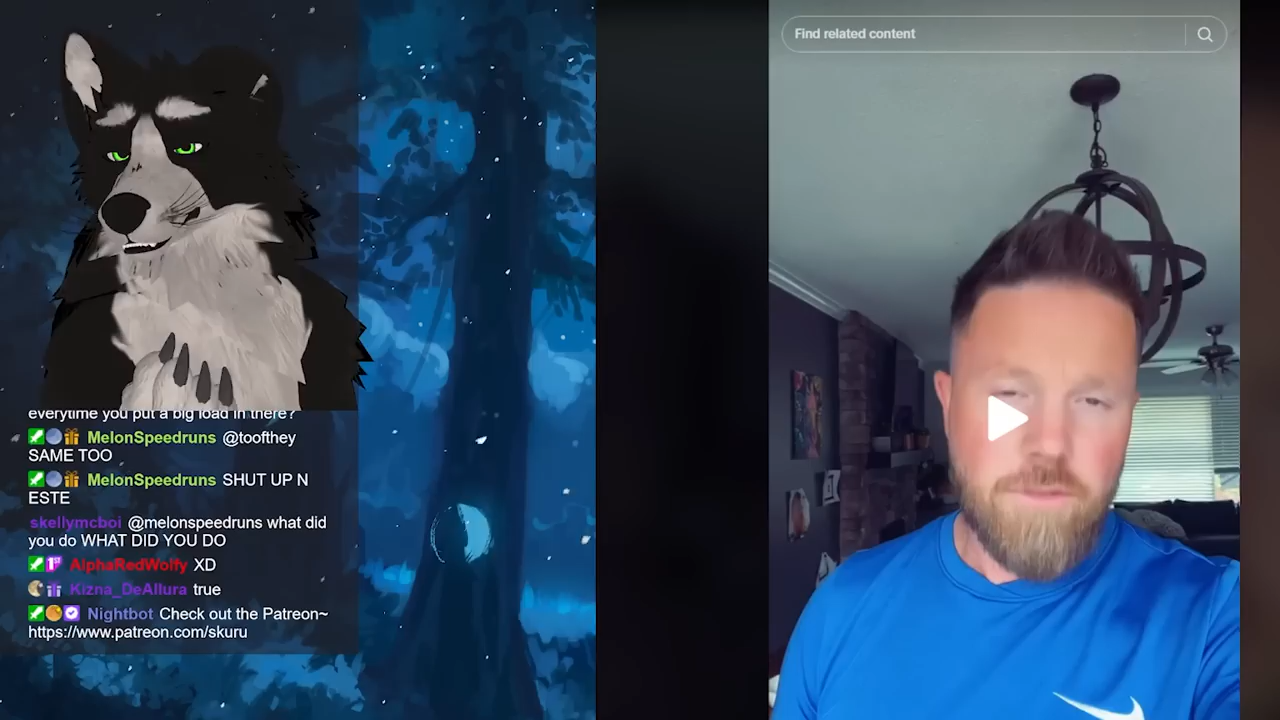 everytime you put a big load in there?
MelonSpeedruns @toofthey
SAME TOO
MelonSpeedruns SHUT UP N
ESTE
skellymcboi @melonspeedruns what did
you do WHAT DID YOU DO
AlphaRedWolfy XD
Kizna_DeAllura true
Nightbot Check out the Patreon~
https://www.patreon.com/skuru
Find related content